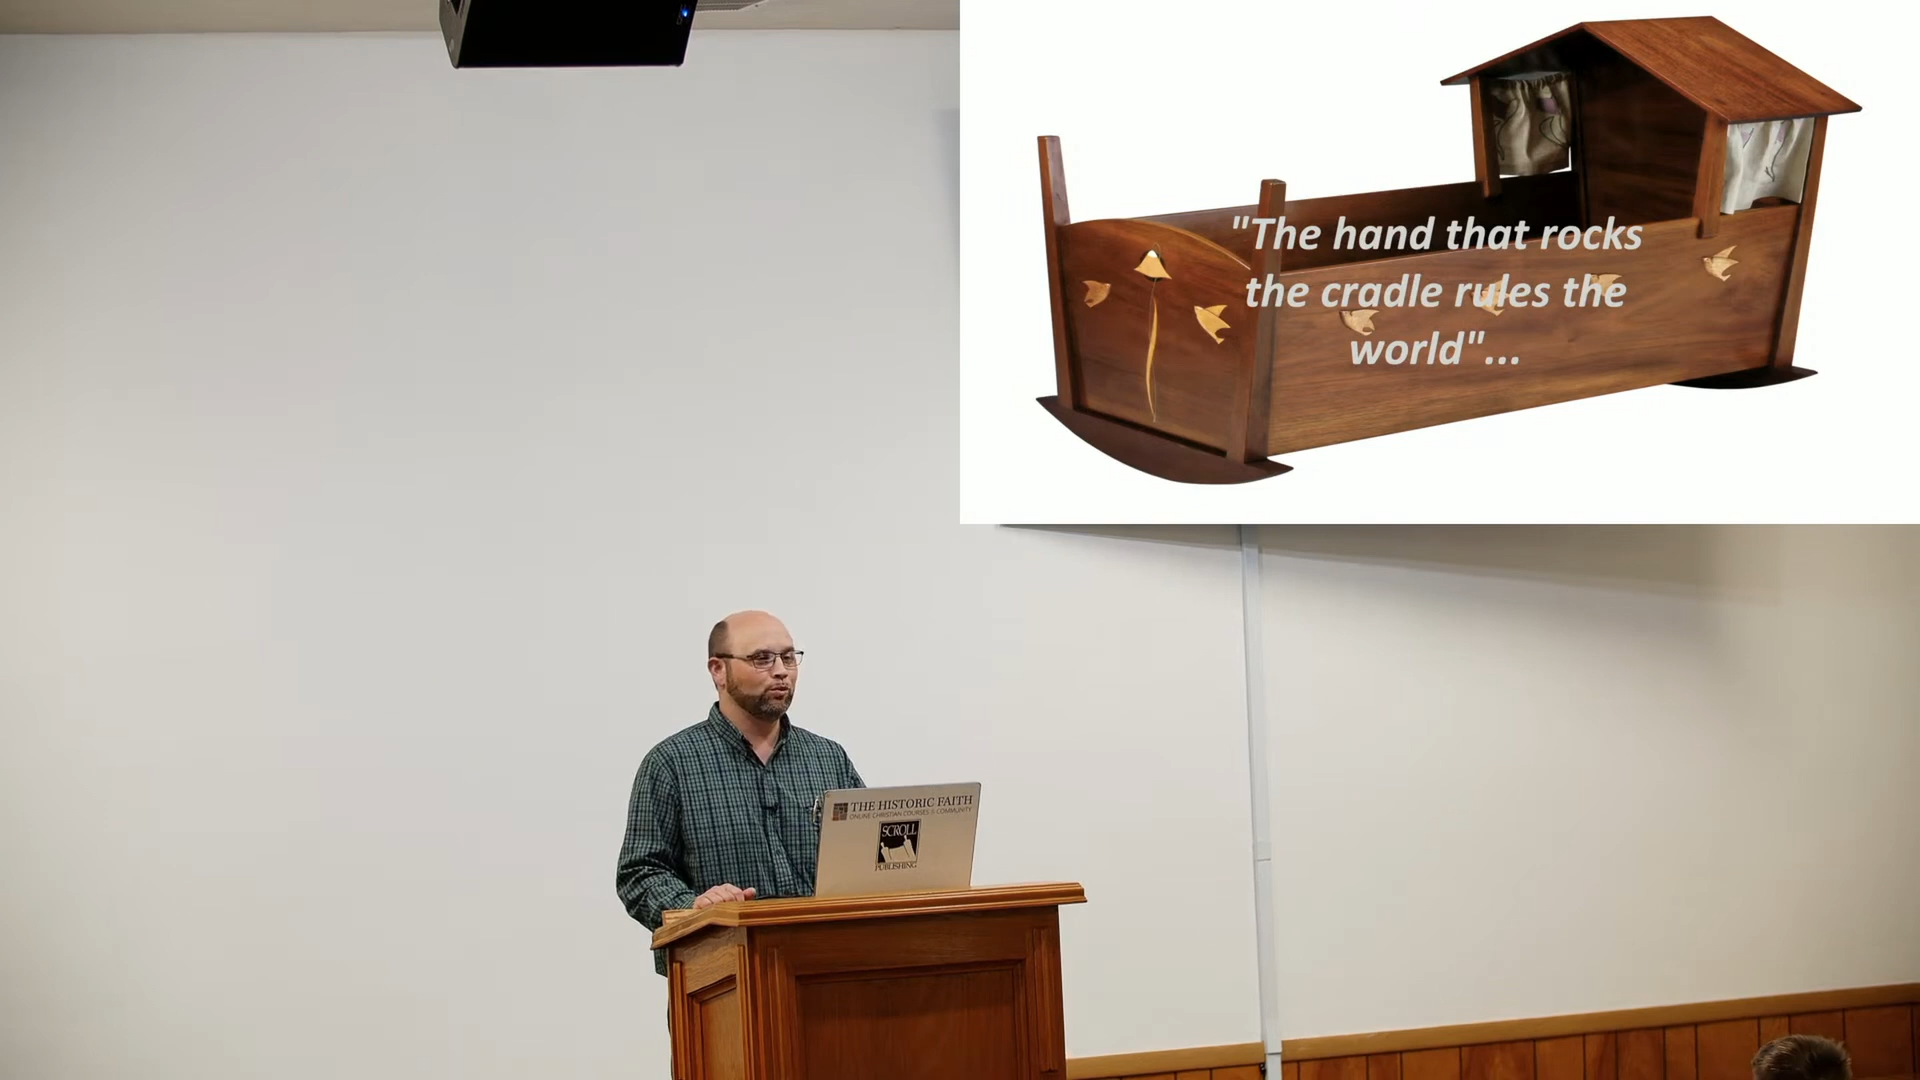 "The hand that rocks
the cradle rules the
world"...
THE HISTORIC FAITH
ONLINE CHRISTIAN COURSES & COMMUNITY
SCROLL
PUBLISHING